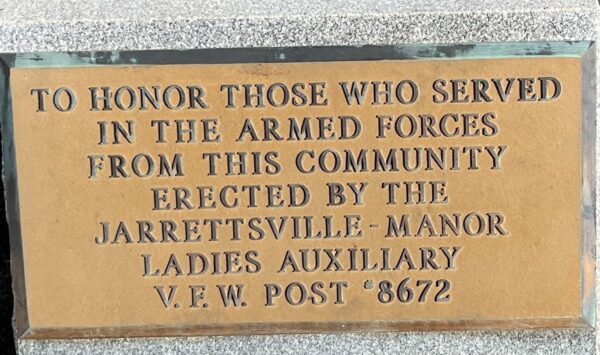 TO HONOR THOSE WHO SERVED
IN THE ARMED FORCES
FROM THIS COMMUNITY
ERECTED BY THE
JARRETTSVILLE-MANOR
LADIES AUXILIARY
V.F.W. POST #8672